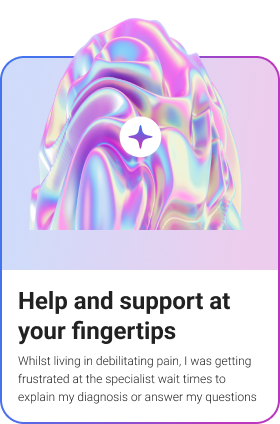 Help and support at
your fingertips
Whilst living in debilitating pain, I was getting
frustrated at the specialist wait times to
explain my diagnosis or answer my questions